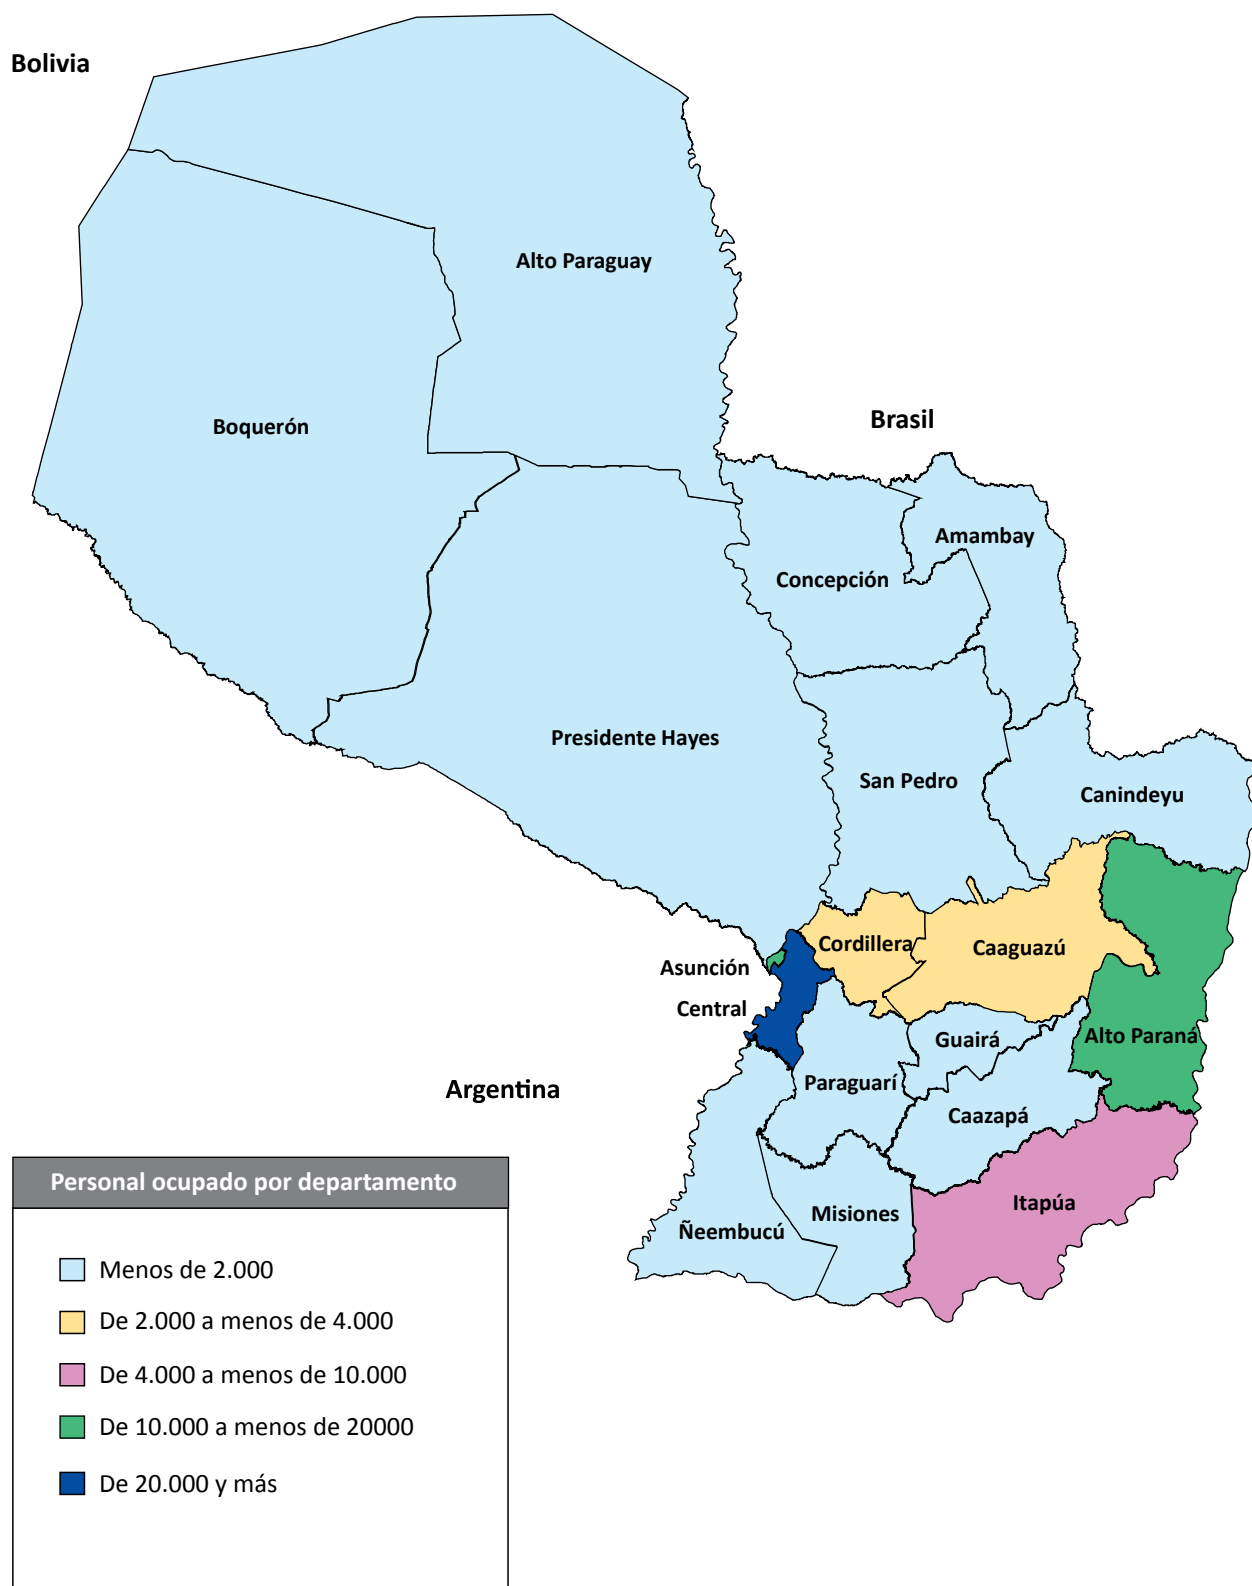 Bolivia
Alto Paraguay
Boquerón
Brasil
Amambay
Concepción
Presidente Hayes
San Pedro
Canindeyu
Cordillera
Caaguazú
Asunción
Central
Guairá
Alto Paraná
Paraguarí
Argentina
Caazapá
Itapúa
Misiones
Ñeembucú
Personal ocupado por departamento
Menos de 2.000
De 2.000 a menos de 4.000
De 4.000 a menos de 10.000
De 10.000 a menos de 20000
De 20.000 y más